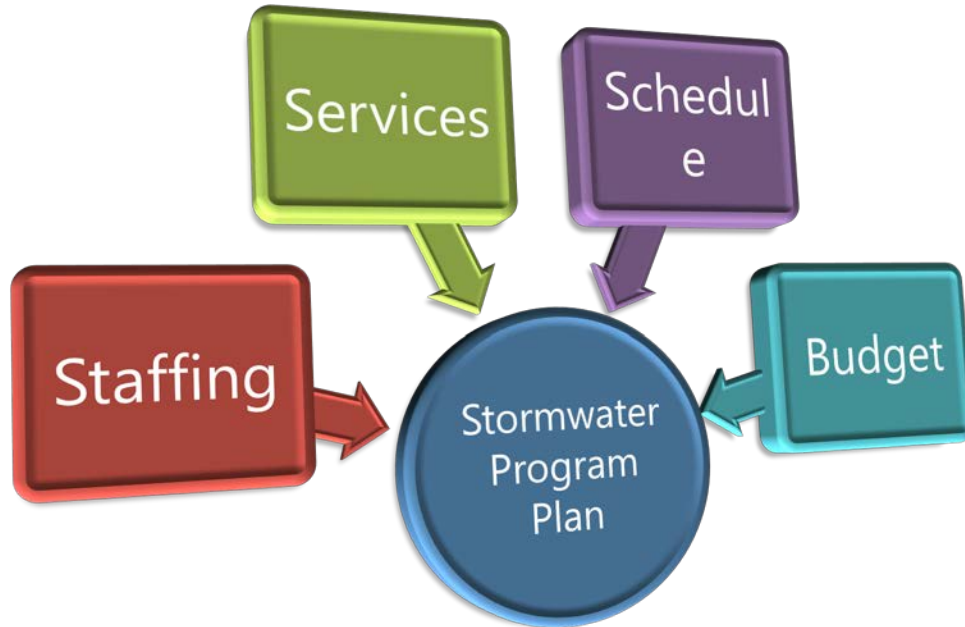 Services
Schedul
e
Staffing
Budget
Stormwater
Program
Plan